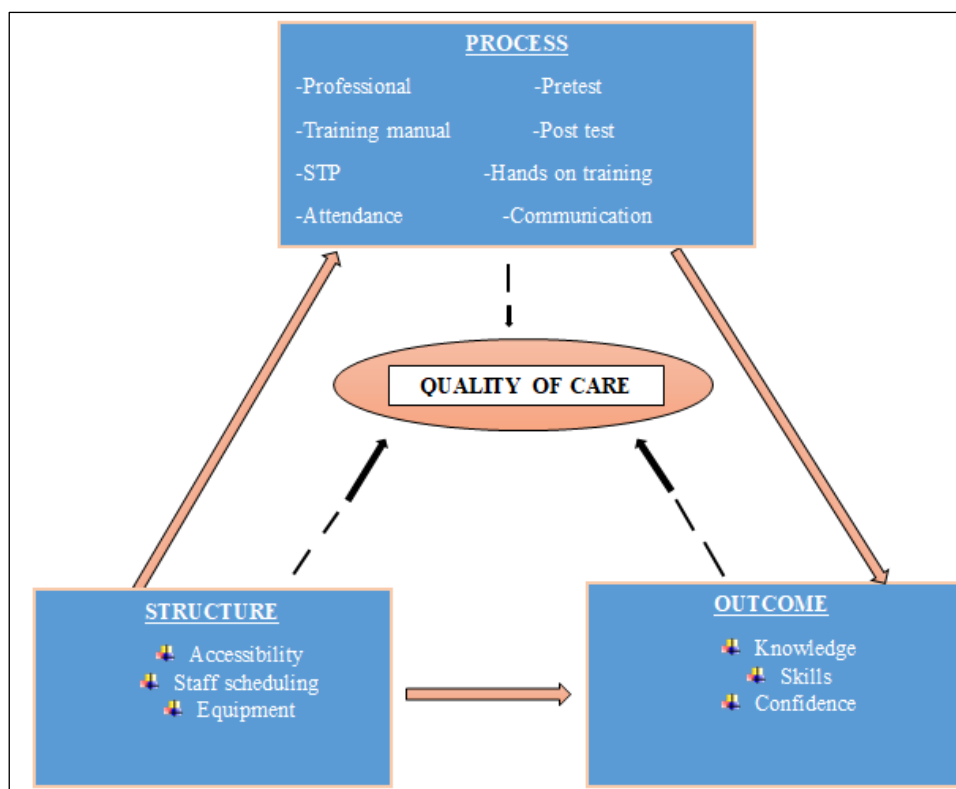 PROCESS
-Professional -Pretest
-Training manual -Post test
-STP -Hands on training
-Attendance -Communication
QUALITY OF CARE
STRUCTURE
Accessibility
Staff scheduling
Equipment
OUTCOME
Knowledge
Skills
Confidence